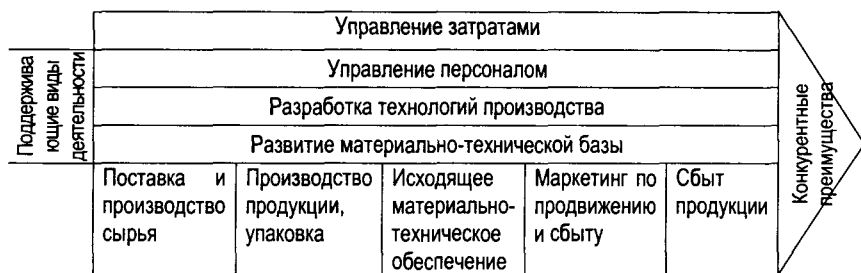 Управление затратами
Поддержива
ющие виды
деятельности
Управление персоналом
Разработка технологий производства
Развитие материально-технической базы
Поставка и
производство
сырья
Производство
продукции,
упаковка
Исходящее
материально-
техническое
обеспечение
Маркетинг по
продвижению
и сбыту
Сбыт
продукции
Конкурентные
преимущества